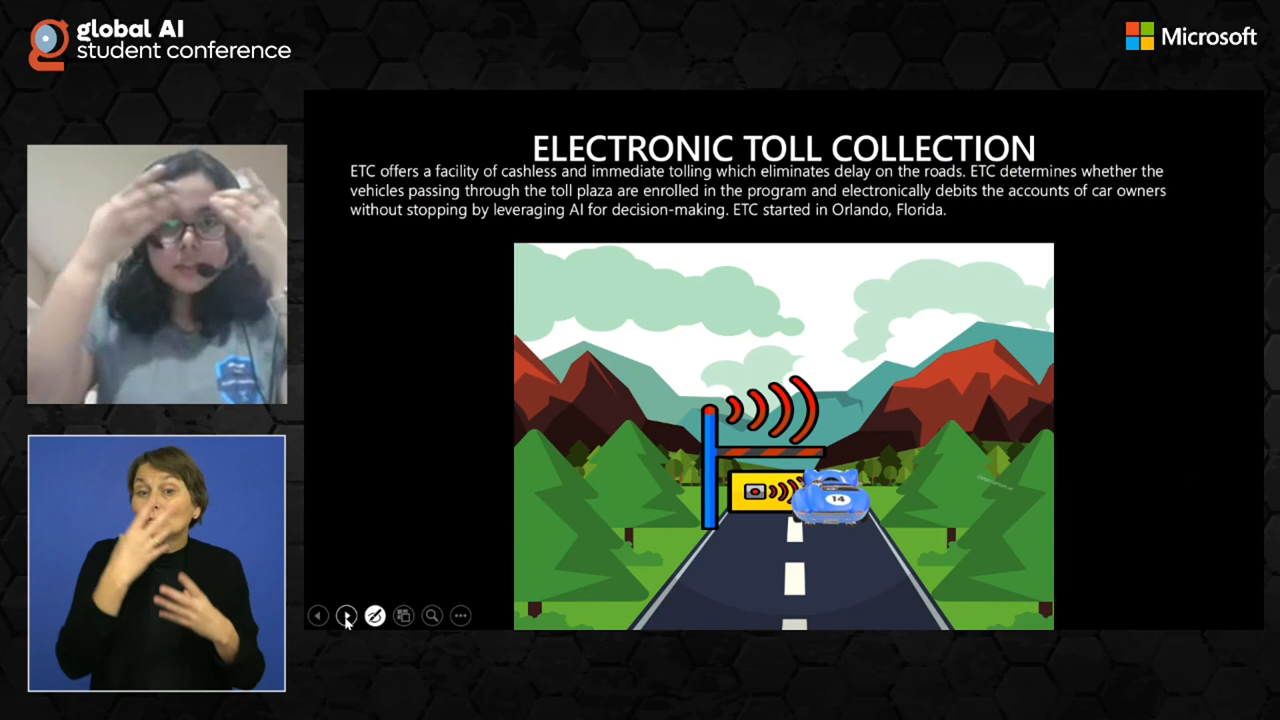 global AI
student conference
Microsoft
ELECTRONIC TOLL COLLECTION
ETC offers a facility of cashless and immediate tolling which eliminates delay on the roads. ETC determines whether the
vehicles passing through the toll plaza are enrolled in the program and electronically debits the accounts of car owners
without stopping by leveraging AI for decision-making. ETC started in Orlando, Florida.
14